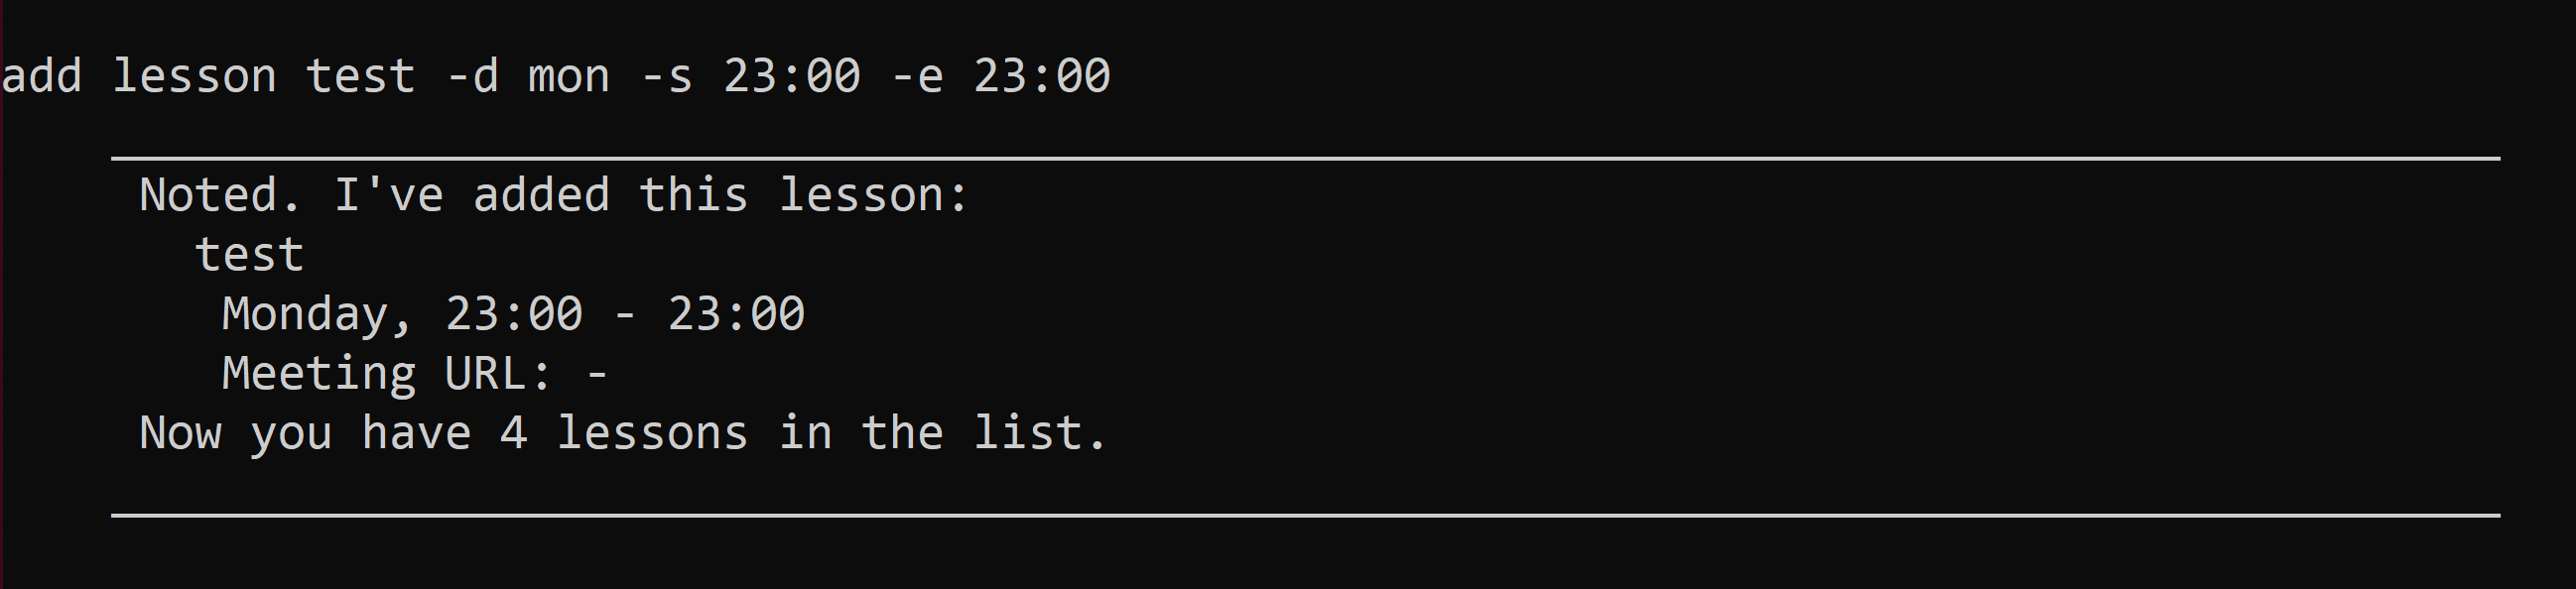 add lesson test -d mon -s 23:00 -e 23:00
Noted. I've added this lesson:
test
Monday, 23:00 - 23:00
Meeting URL: -
Now you have 4 lessons in the list.